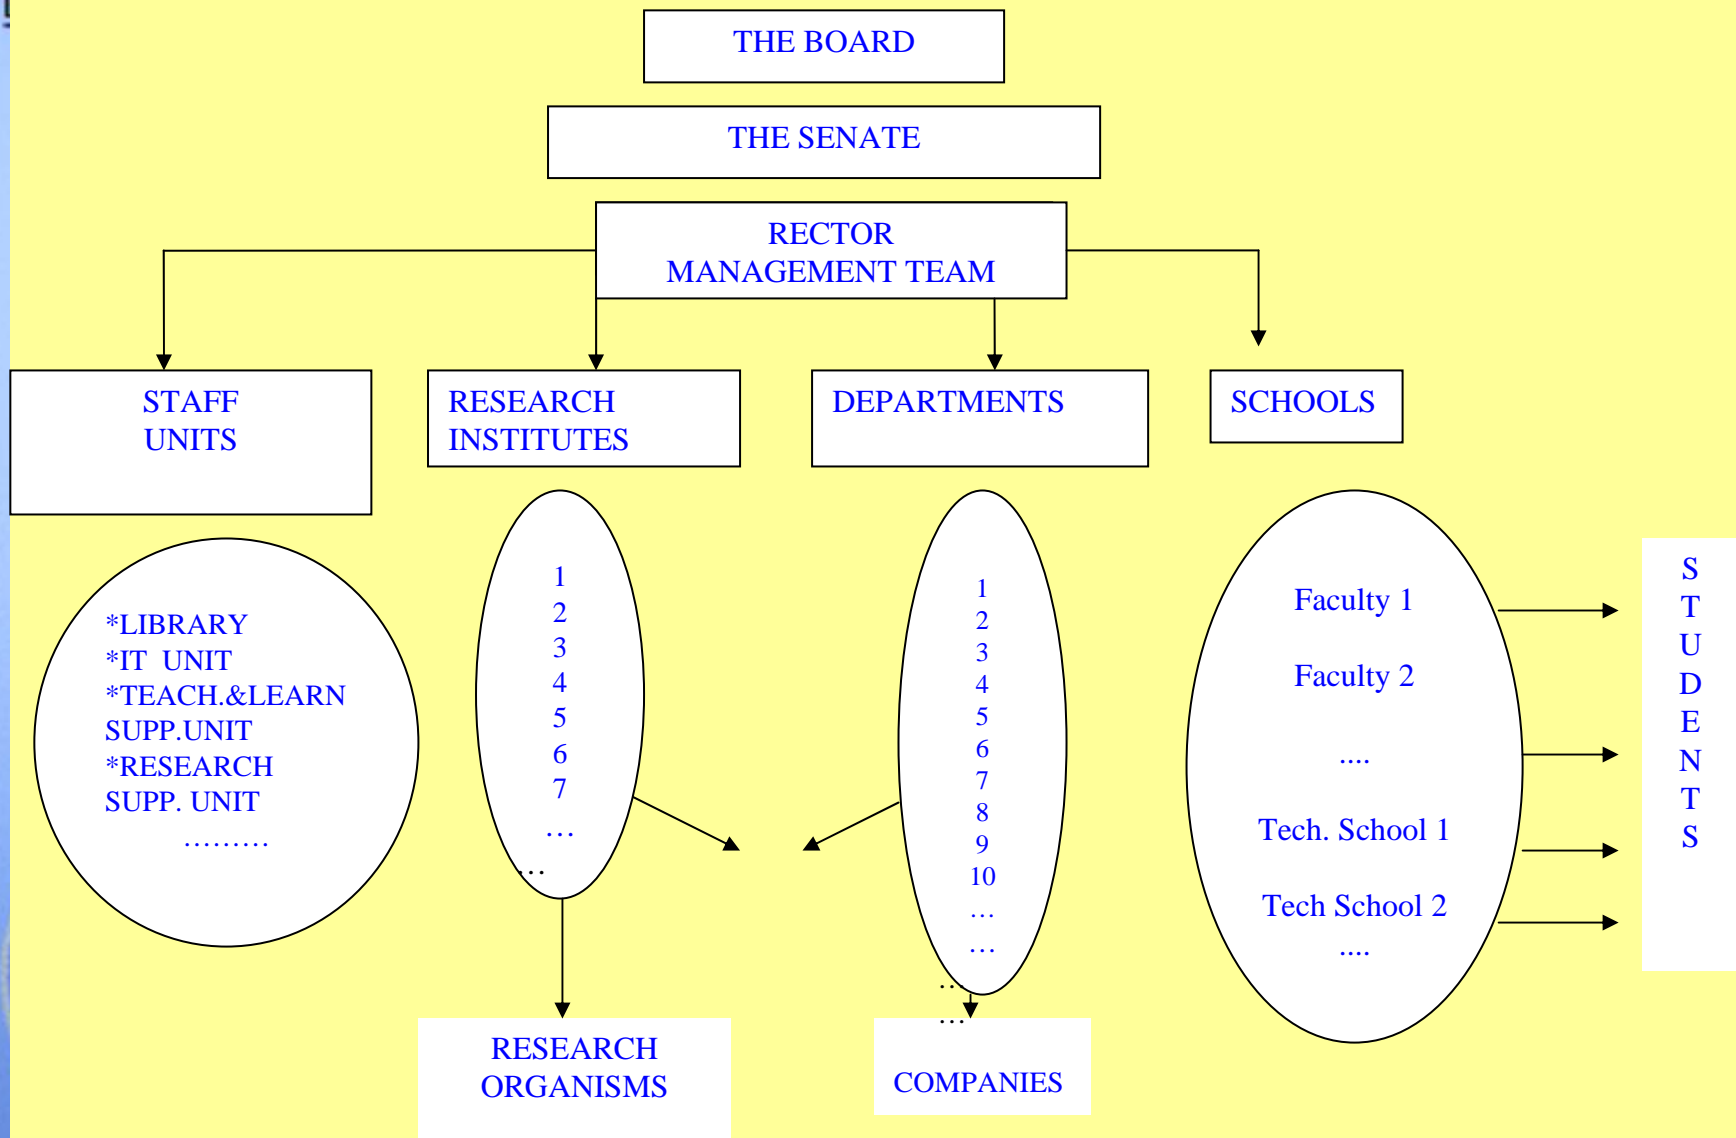 THE BOARD
THE SENATE
RECTOR
MANAGEMENT TEAM
STAFF
UNITS
RESEARCH
INSTITUTES
DEPARTMENTS
SCHOOLS
*LIBRARY
*IT UNIT
*TEACH.&LEARN
SUPP.UNIT
*RESEARCH
SUPP. UNIT
………
1
2
3
4
5
6
7
…
…
1
2
3
4
5
6
7
8
9
10
…
…
…
…
Faculty 1
Faculty 2
....
Tech. School 1
Tech School 2
....
S
T
U
D
E
N
T
S
RESEARCH
ORGANISMS
COMPANIES